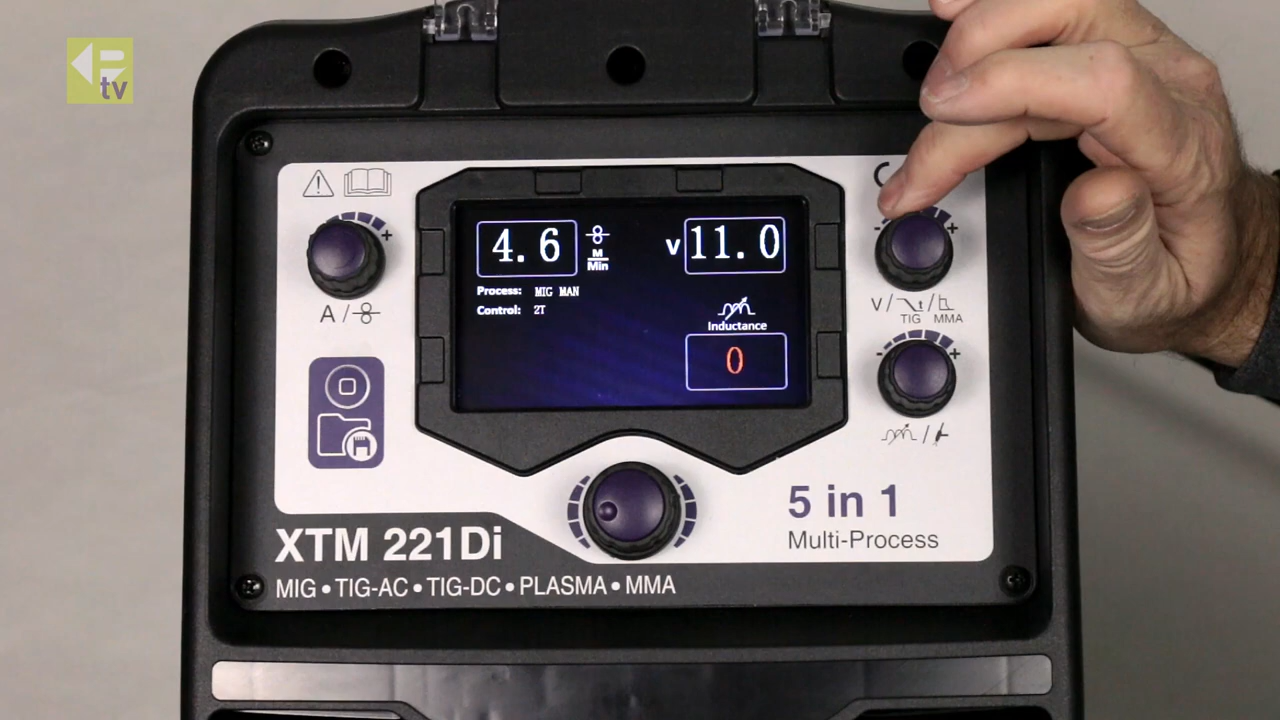 tv
4.6
M
Min
V 11.0
Process: MIG MAN
Control: 2T
Inductance
0
- +
A /
- +
V / t /
TIG MMA
- +
/
5 in 1
Multi-Process
XTM 221Di
MIG • TIG-AC • TIG-DC • PLASMA • MMA